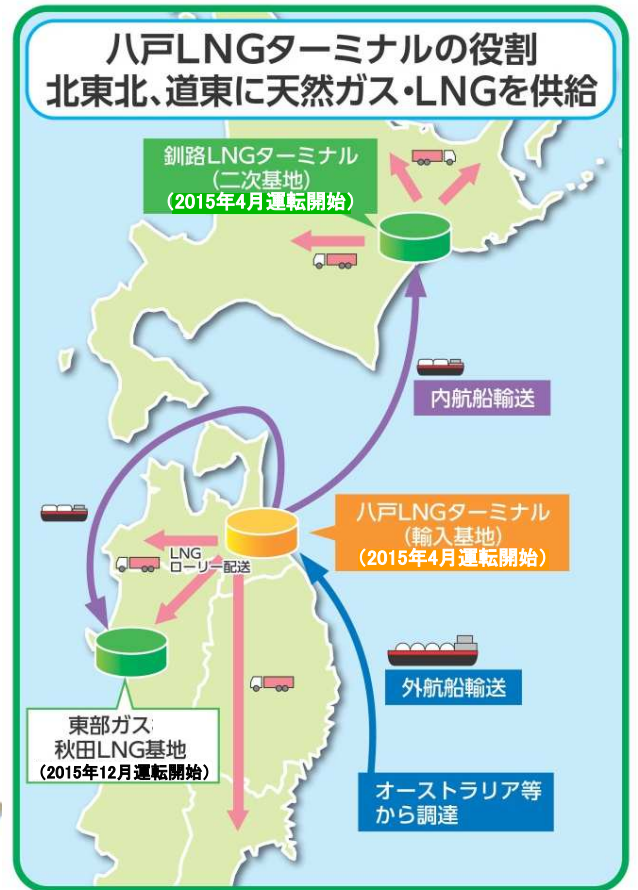 八戸LNGターミナルの役割
北東北、道東に天然ガス・LNGを供給
釧路LNGターミナル
(二次基地)
(2015年4月運転開始)
内航船輸送
八戸LNGターミナル
(輸入基地)
(2015年4月運転開始)
LNG
ローリー配送
外航船輸送
東部ガス
秋田LNG基地
(2015年12月運転開始)
オーストラリア等
から調達